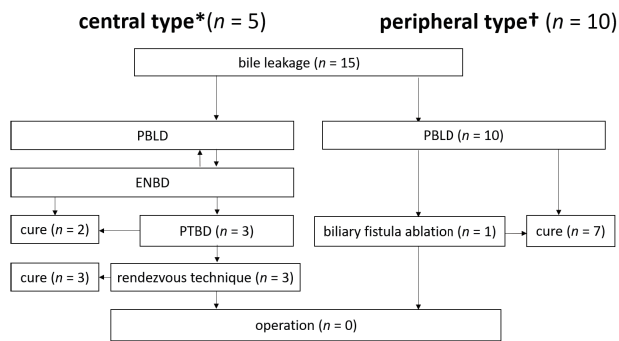 central type*(n = 5)
peripheral type† (n = 10)
bile leakage (n = 15)
PBLD
PBLD (n = 10)
ENBD
cure (n = 2)
PTBD (n = 3)
biliary fistula ablation (n = 1)
cure (n = 7)
cure (n = 3)
rendezvous technique (n = 3)
operation (n = 0)